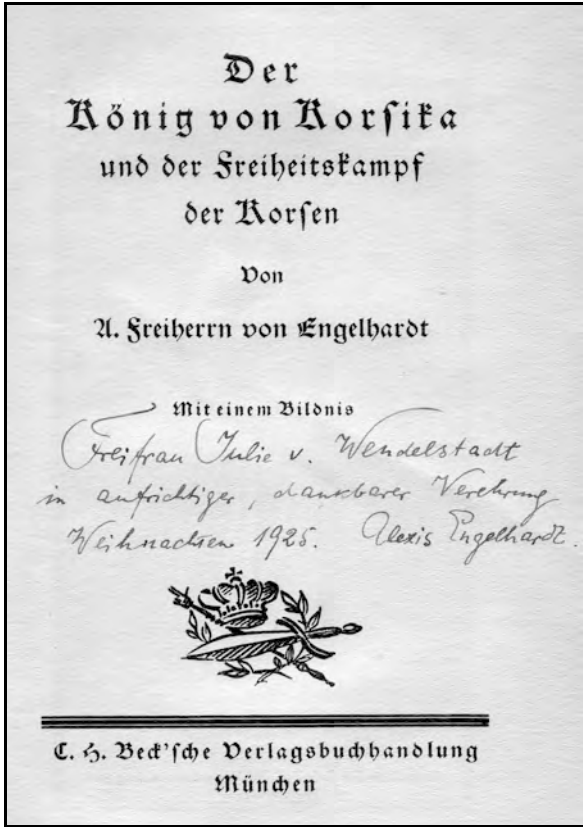 Der
König von Korſika
und der Freiheitskampf
der Korſen
Von
A. Freiherrn von Engelhardt
Mit einem Bildnis
Freifrau Julie v. Wendelstadt
in aufrichtiger, dankbarer Verehrung
Weihnachten 1925. Alexis Engelhardt.
C. H. Beck'ſche Verlagsbuchhandlung
München